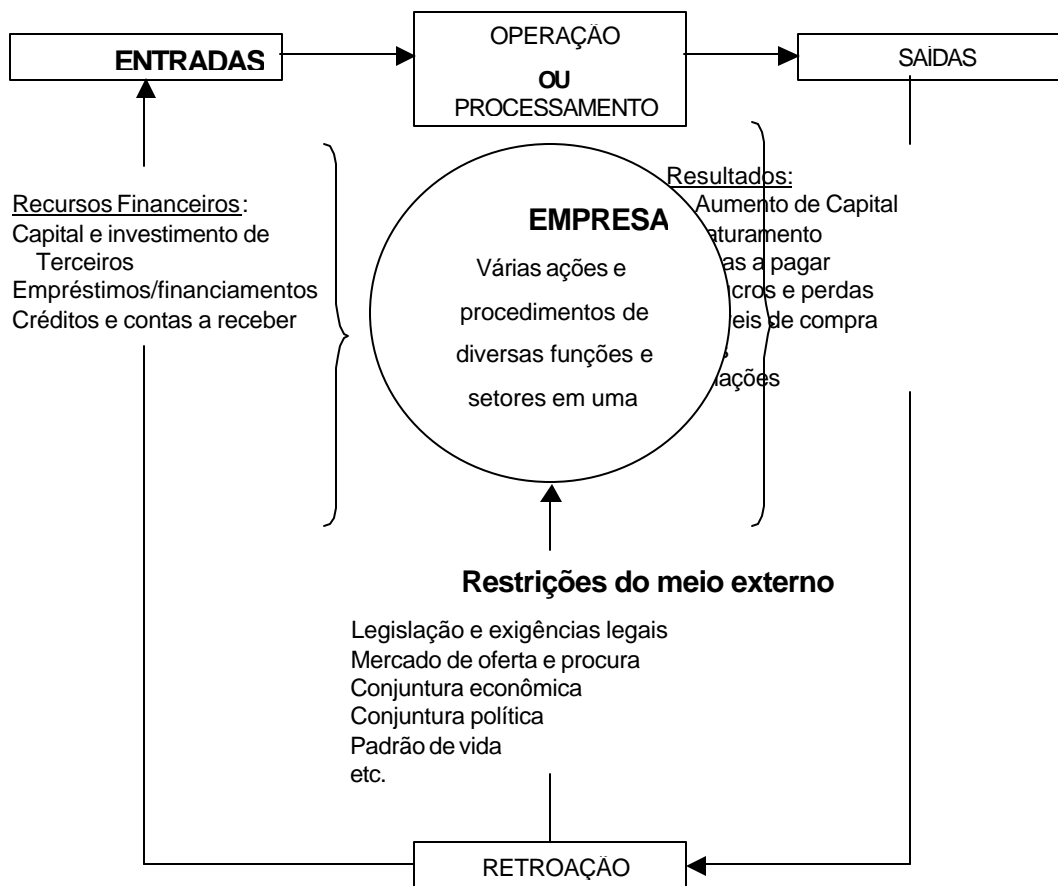 ENTRADAS
OPERAÇÃO
OU
PROCESSAMENTO
SAÍDAS
Recursos Financeiros:
Capital e investimento de
Terceiros
Empréstimos/financiamentos
Créditos e contas a receber
EMPRESA
Várias ações e
procedimentos de
diversas funções e
setores em uma
Resultados:
Aumento de Capital
aturamento
as a pagar
ucros e perdas
veis de compra
ações
Restrições do meio externo
Legislação e exigências legais
Mercado de oferta e procura
Conjuntura econômica
Conjuntura política
Padrão de vida
etc.
RETROAÇÃO